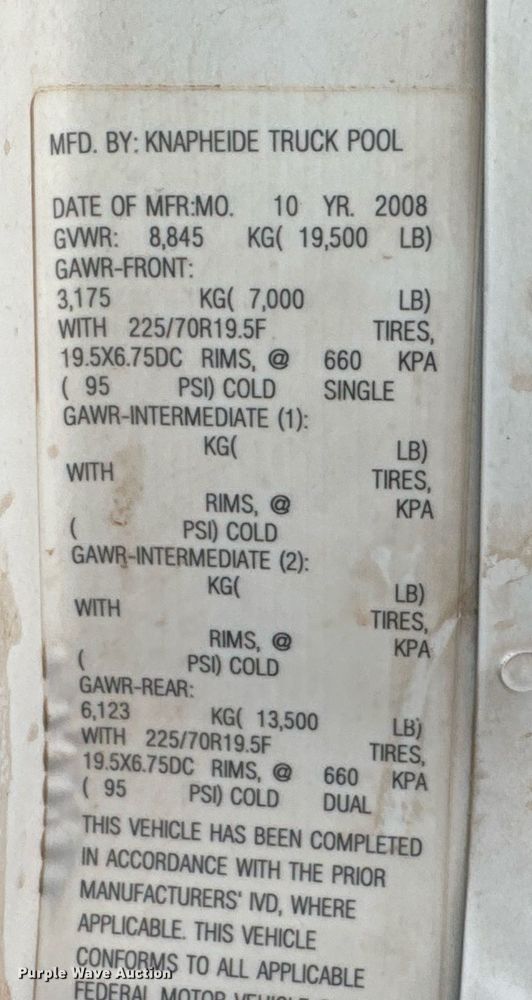 MFD. BY: KNAPHEIDE TRUCK POOL
DATE OF MFR:MO. 10 YR. 2008
GVWR: 8,845 KG( 19,500 LB)
GAWR-FRONT:
3,175 KG( 7,000 LB)
WITH 225/70R19.5F TIRES,
19.5X6.75DC RIMS, @ 660 KPA
( 95 PSI) COLD SINGLE
GAWR-INTERMEDIATE (1):
KG( LB)
WITH TIRES,
RIMS, @ KPA
( PSI) COLD
GAWR-INTERMEDIATE (2):
KG( LB)
WITH TIRES,
RIMS, @ KPA
( PSI) COLD
GAWR-REAR:
6,123 KG( 13,500 LB)
WITH 225/70R19.5F TIRES,
19.5X6.75DC RIMS, @ 660 KPA
( 95 PSI) COLD DUAL
THIS VEHICLE HAS BEEN COMPLETED
IN ACCORDANCE WITH THE PRIOR
MANUFACTURERS' IVD, WHERE
APPLICABLE. THIS VEHICLE
CONFORMS TO ALL APPLICABLE
FEDERAL MOTOR VEHICLE
Purple Wave Auction